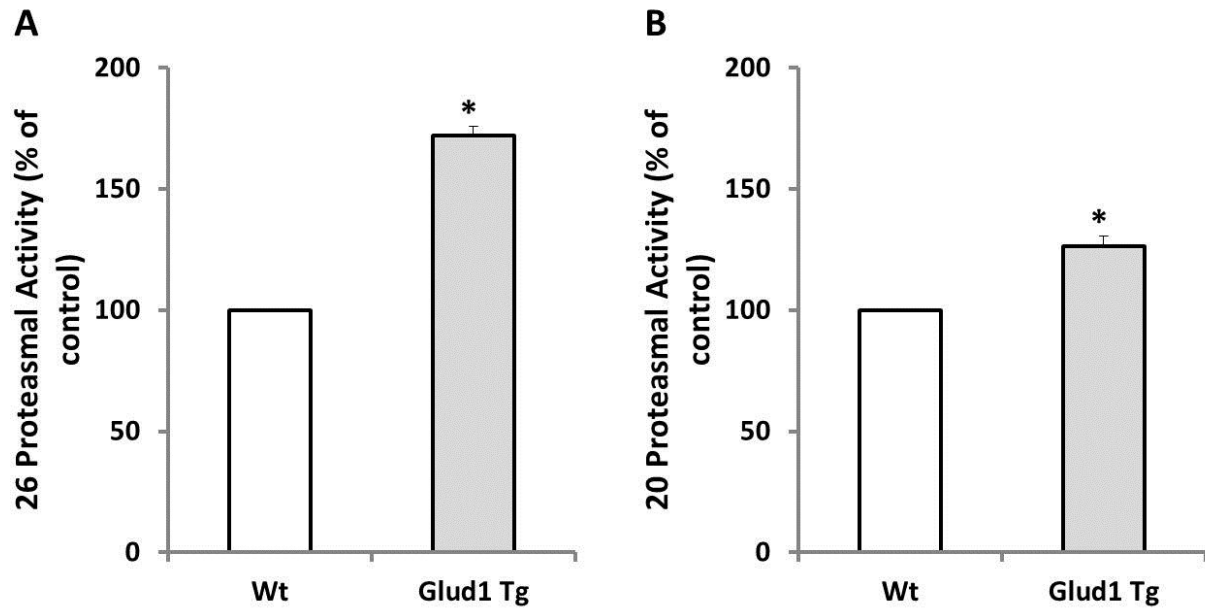 A
26 Proteasmal Activity (% of
control)
200
150
100
50
0
*
Wt
Glud1 Tg
B
20 Proteasmal Activity (% of
control)
200
150
100
50
0
*
Wt
Glud1 Tg